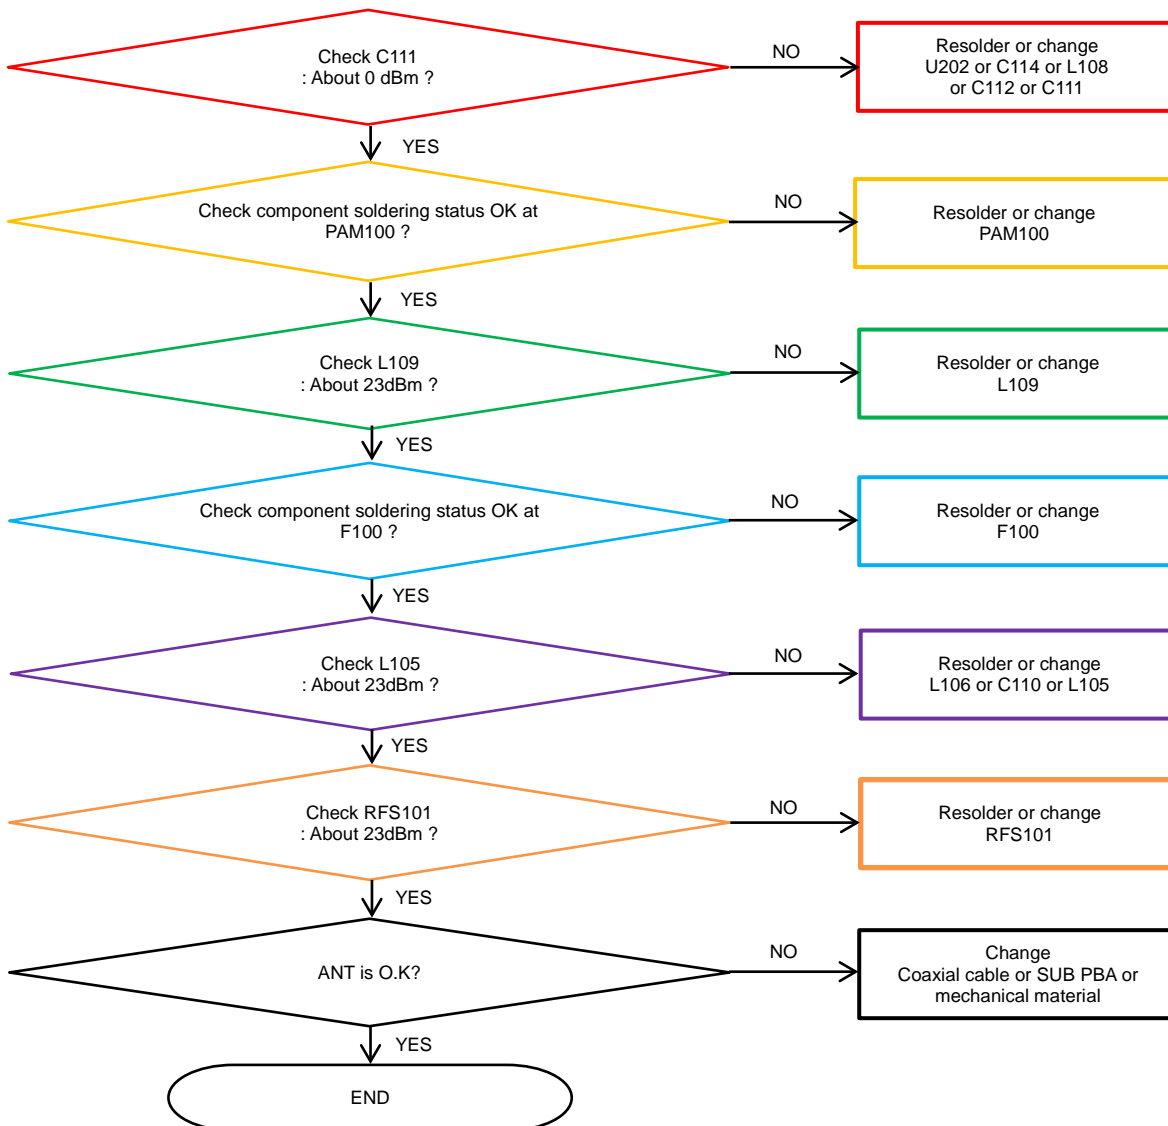 Check C111
: About 0 dBm ?
NO
Resolder or change
U202 or C114 or L108
or C112 or C111
YES
Check component soldering status OK at
PAM100 ?
NO
Resolder or change
PAM100
YES
Check L109
: About 23dBm ?
NO
Resolder or change
L109
YES
Check component soldering status OK at
F100 ?
NO
Resolder or change
F100
YES
Check L105
: About 23dBm ?
NO
Resolder or change
L106 or C110 or L105
YES
Check RFS101
: About 23dBm ?
NO
Resolder or change
RFS101
YES
ANT is O.K?
NO
Change
Coaxial cable or SUB PBA or
mechanical material
YES
END